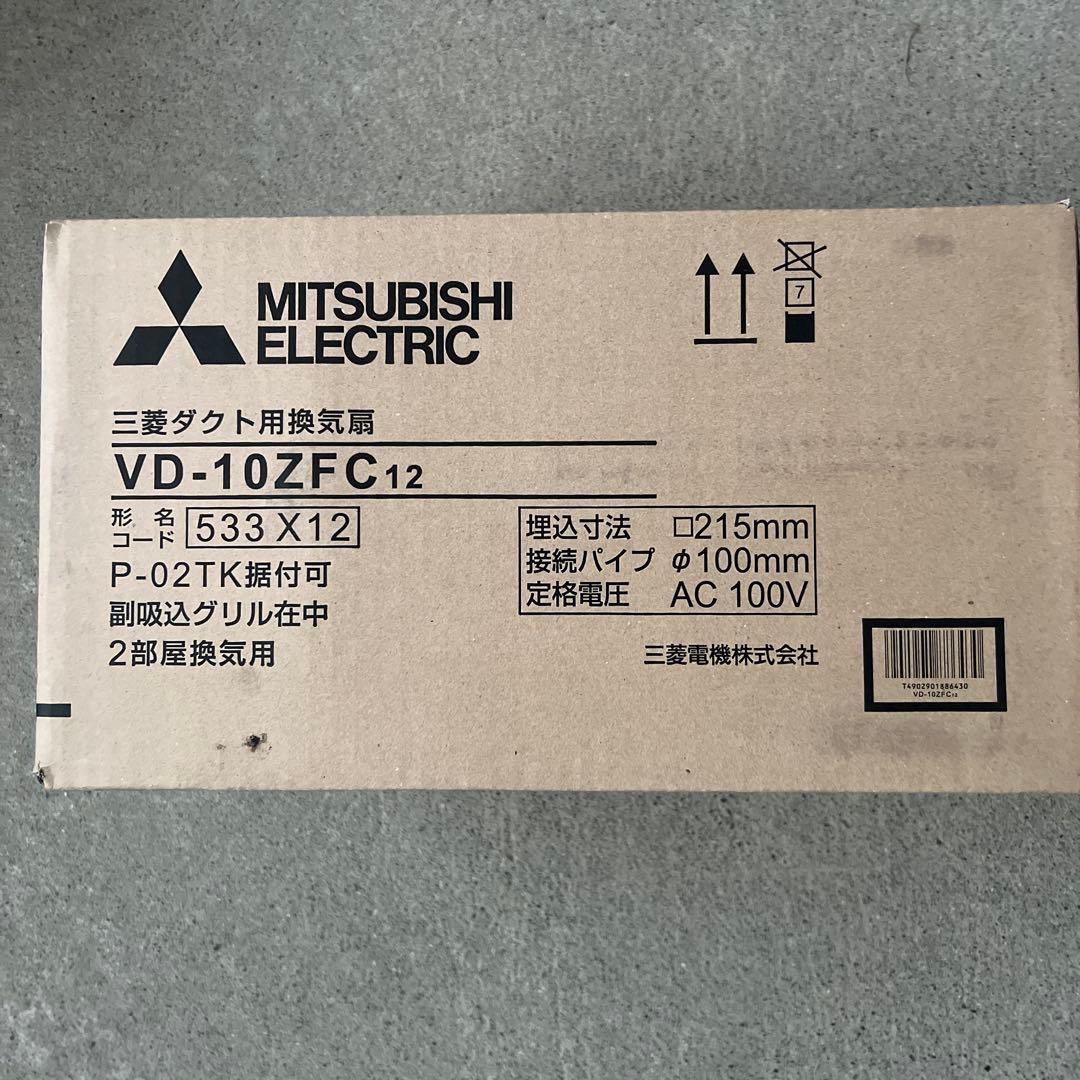 MITSUBISHI
ELECTRIC
7
三菱ダクト用換気扇
VD-10ZFC12
形名
コード 533X12
P-02TK据付可
副吸込グリル在中
2部屋換気用
埋込寸法 □215mm
接続パイプ φ100mm
定格電圧 AC 100V
三菱電機株式会社
T4902901886430
VD-10ZFC12